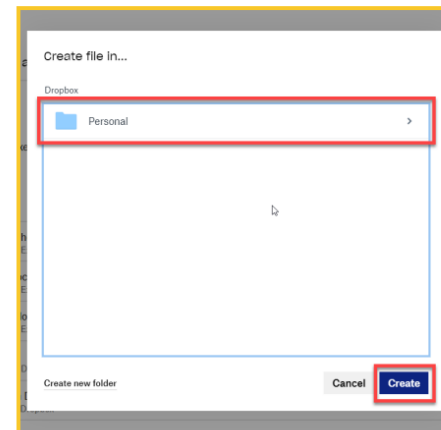 Create file in...
Dropbox
Personal
Create new folder
Cancel
Create